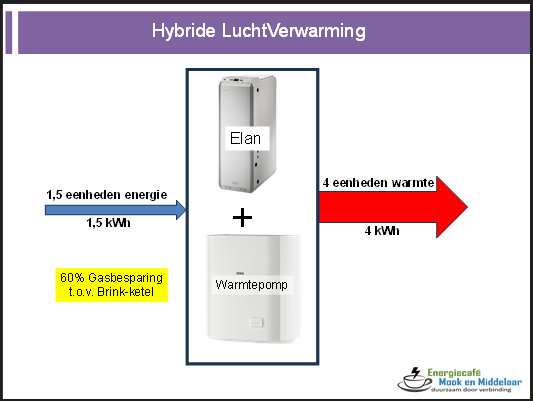 Hybride LuchtVerwarming
Elan
1,5 eenheden energie
1,5 kWh
+
4 eenheden warmte
4 kWh
60% Gasbesparing
t.o.v. Brink-ketel
Warmtepomp
Energiecafé
Mook en Middelaar
duurzaam door verbinding